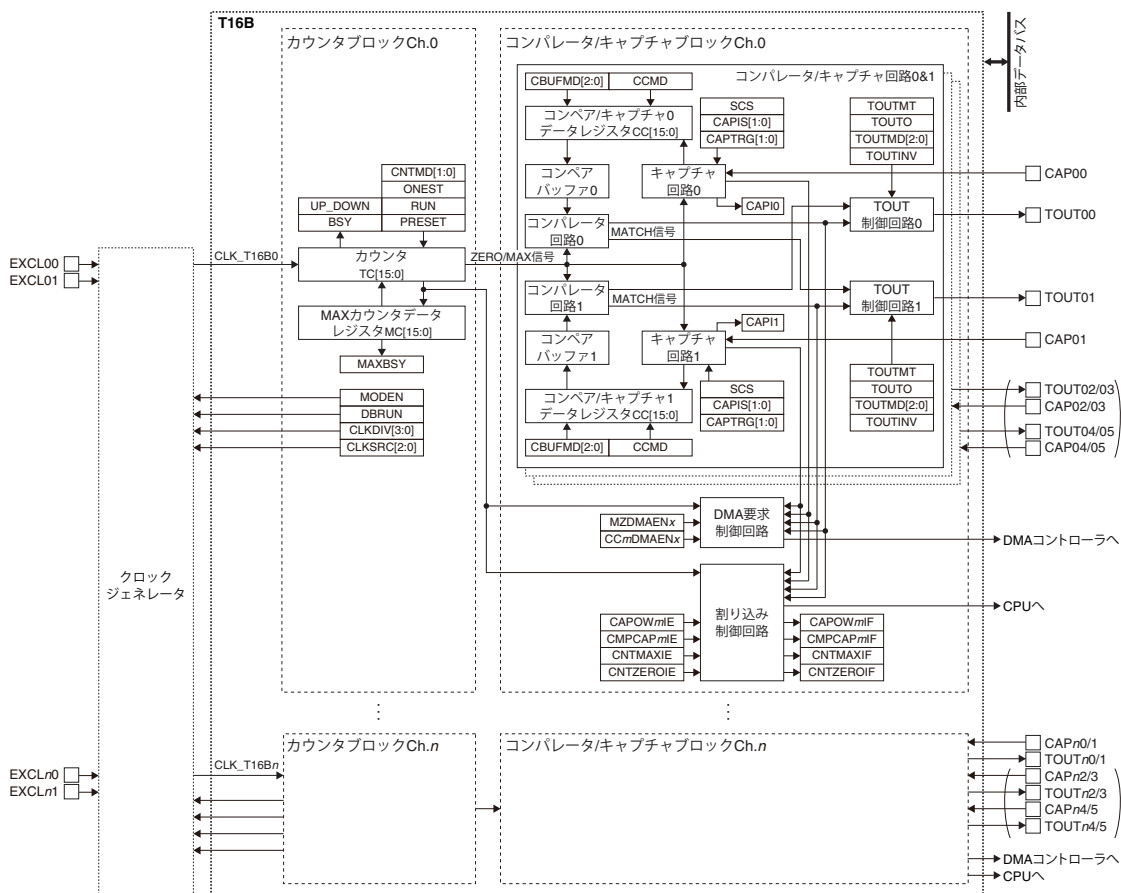 T16B
カウンタブロックCh.0
コンパレータ/キャプチャブロックCh.0
内部データバス
コンパレータ/キャプチャ回路0&1
CBUFMD[2:0]
CCMD
コンペア/キャプチャ0
データレジスタCC[15:0]
SCS
CAPIS[1:0]
CAPTRG[1:0]
TOUTMT
TOUTO
TOUTMD[2:0]
TOUTINV
CNTMD[1:0]
ONEST
RUN
PRESET
UP_DOWN
BSY
コンペア
バッファ0
キャプチャ
回路0
CAPI0
TOUT
制御回路0
CAP00
TOUT00
コンパレータ
回路0
MATCH信号
EXCL00
EXCL01
CLK_T16B0
カウンタ
TC[15:0]
ZERO/MAX信号
コンパレータ
回路1
MATCH信号
TOUT
制御回路1
TOUT01
MAXカウンタデータ
レジスタMC[15:0]
MAXBSY
コンペア
バッファ1
キャプチャ
回路1
CAPI1
CAP01
MODEN
DBRUN
CLKDIV[3:0]
CLKSRC[2:0]
コンペア/キャプチャ1
データレジスタCC[15:0]
CBUFMD[2:0]
CCMD
SCS
CAPIS[1:0]
CAPTRG[1:0]
TOUTMT
TOUTO
TOUTMD[2:0]
TOUTINV
TOUT02/03
CAP02/03
TOUT04/05
CAP04/05
MZDMAENx
CCmDMAENx
DMA要求
制御回路
DMAコントローラへ
クロック
ジェネレータ
割り込み
制御回路
CPUへ
CAPOWmIE
CMPCAPmIE
CNTMAXIE
CNTZEROIE
CAPOWmIF
CMPCAPmIF
CNTMAXIF
CNTZEROIF
⋮
⋮
カウンタブロックCh.n
コンパレータ/キャプチャブロックCh.n
EXCLn0
EXCLn1
CLK_T16Bn
CAPn0/1
TOUTn0/1
CAPn2/3
TOUTn2/3
CAPn4/5
TOUTn4/5
DMAコントローラへ
CPUへ